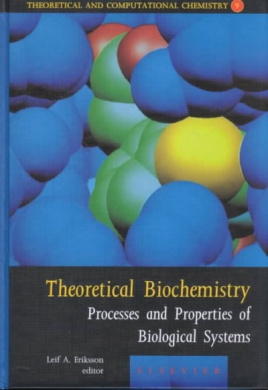 THEORETICAL AND COMPUTATIONAL CHEMISTRY 9
Theoretical Biochemistry
Processes and Properties of
Biological Systems
Leif A. Eriksson
editor
ELSEVIER